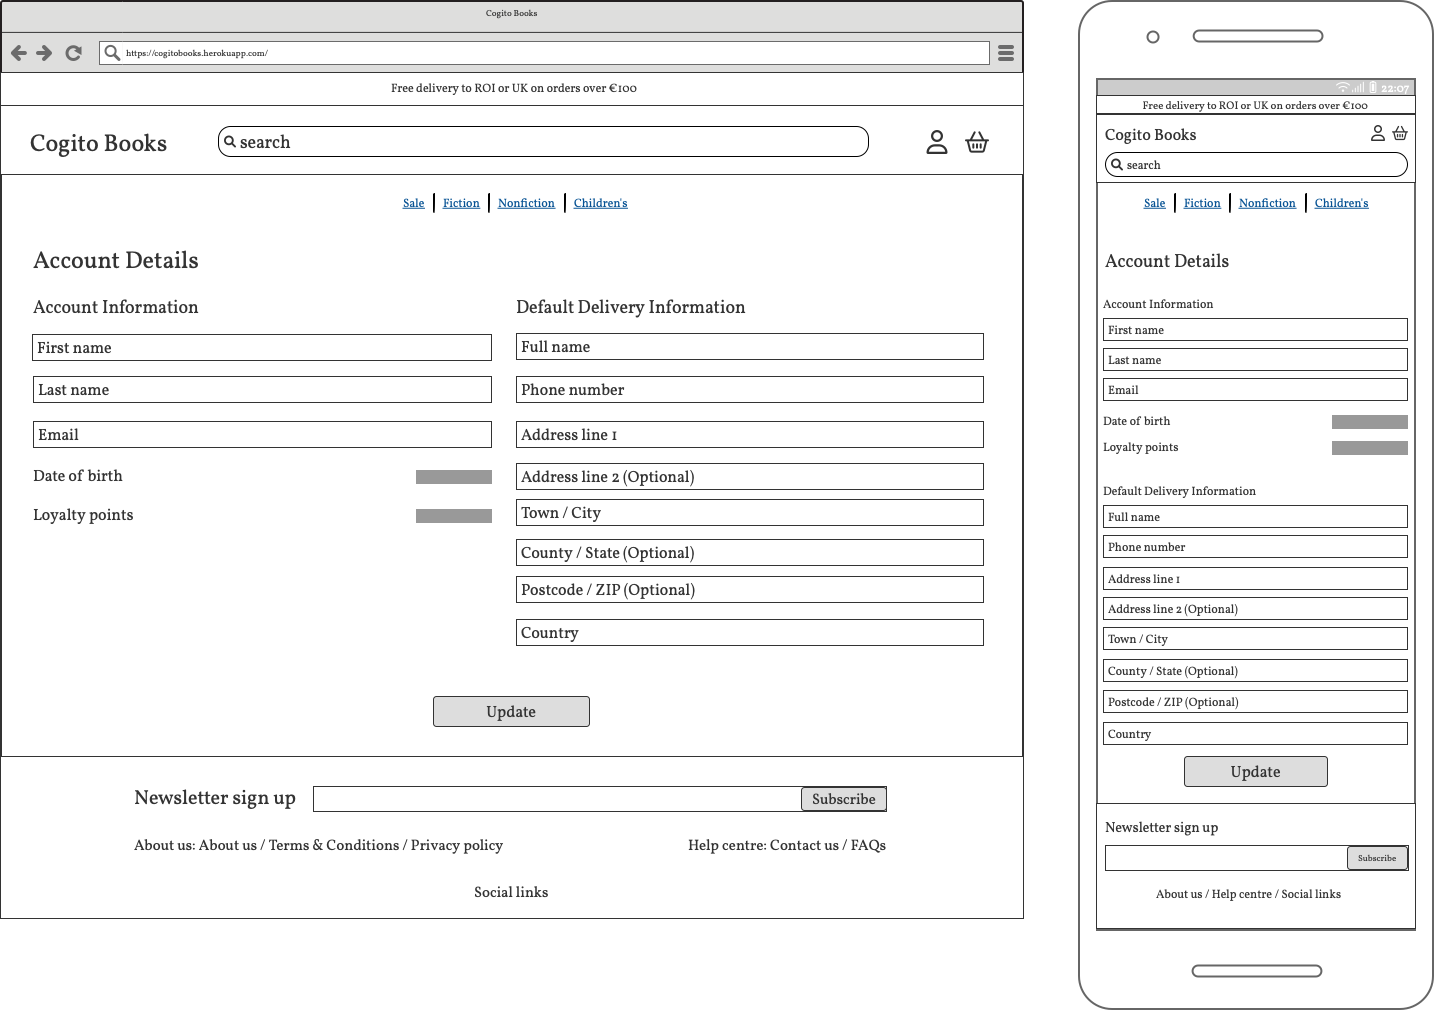 Cogito Books
https://cogitobooks.herokuapp.com/
Free delivery to ROI or UK on orders over €100
Cogito Books
search
Sale
Fiction
Nonfiction
Children's
Account Details
Account Information
First name
Last name
Email
Date of birth
Loyalty points
Default Delivery Information
Full name
Phone number
Address line 1
Address line 2 (Optional)
Town / City
County / State (Optional)
Postcode / ZIP (Optional)
Country
Update
Newsletter sign up
Subscribe
About us: About us / Terms & Conditions / Privacy policy
Help centre: Contact us / FAQs
Social links
22:07
Free delivery to ROI or UK on orders over €100
Cogito Books
search
Sale
Fiction
Nonfiction
Children's
Account Details
Account Information
First name
Last name
Email
Date of birth
Loyalty points
Default Delivery Information
Full name
Phone number
Address line 1
Address line 2 (Optional)
Town / City
County / State (Optional)
Postcode / ZIP (Optional)
Country
Update
Newsletter sign up
Subscribe
About us / Help centre / Social links